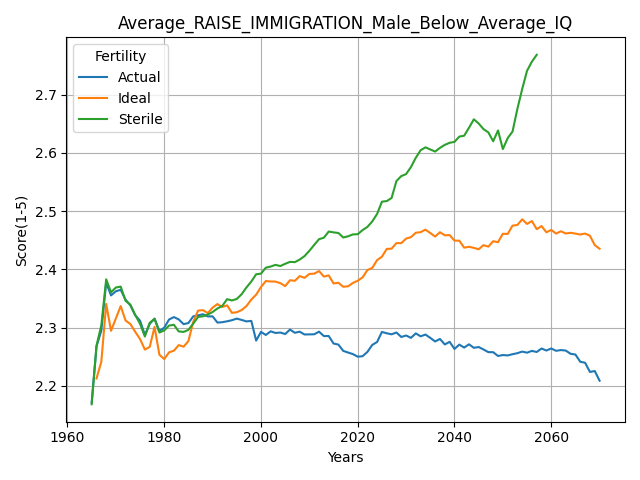 Average_RAISE_IMMIGRATION_Male_Below_Average_IQ
Fertility
Actual
Ideal
Sterile
Score(1-5)
2.7
2.6
2.5
2.4
2.3
2.2
1960 1980 2000 2020 2040 2060
Years